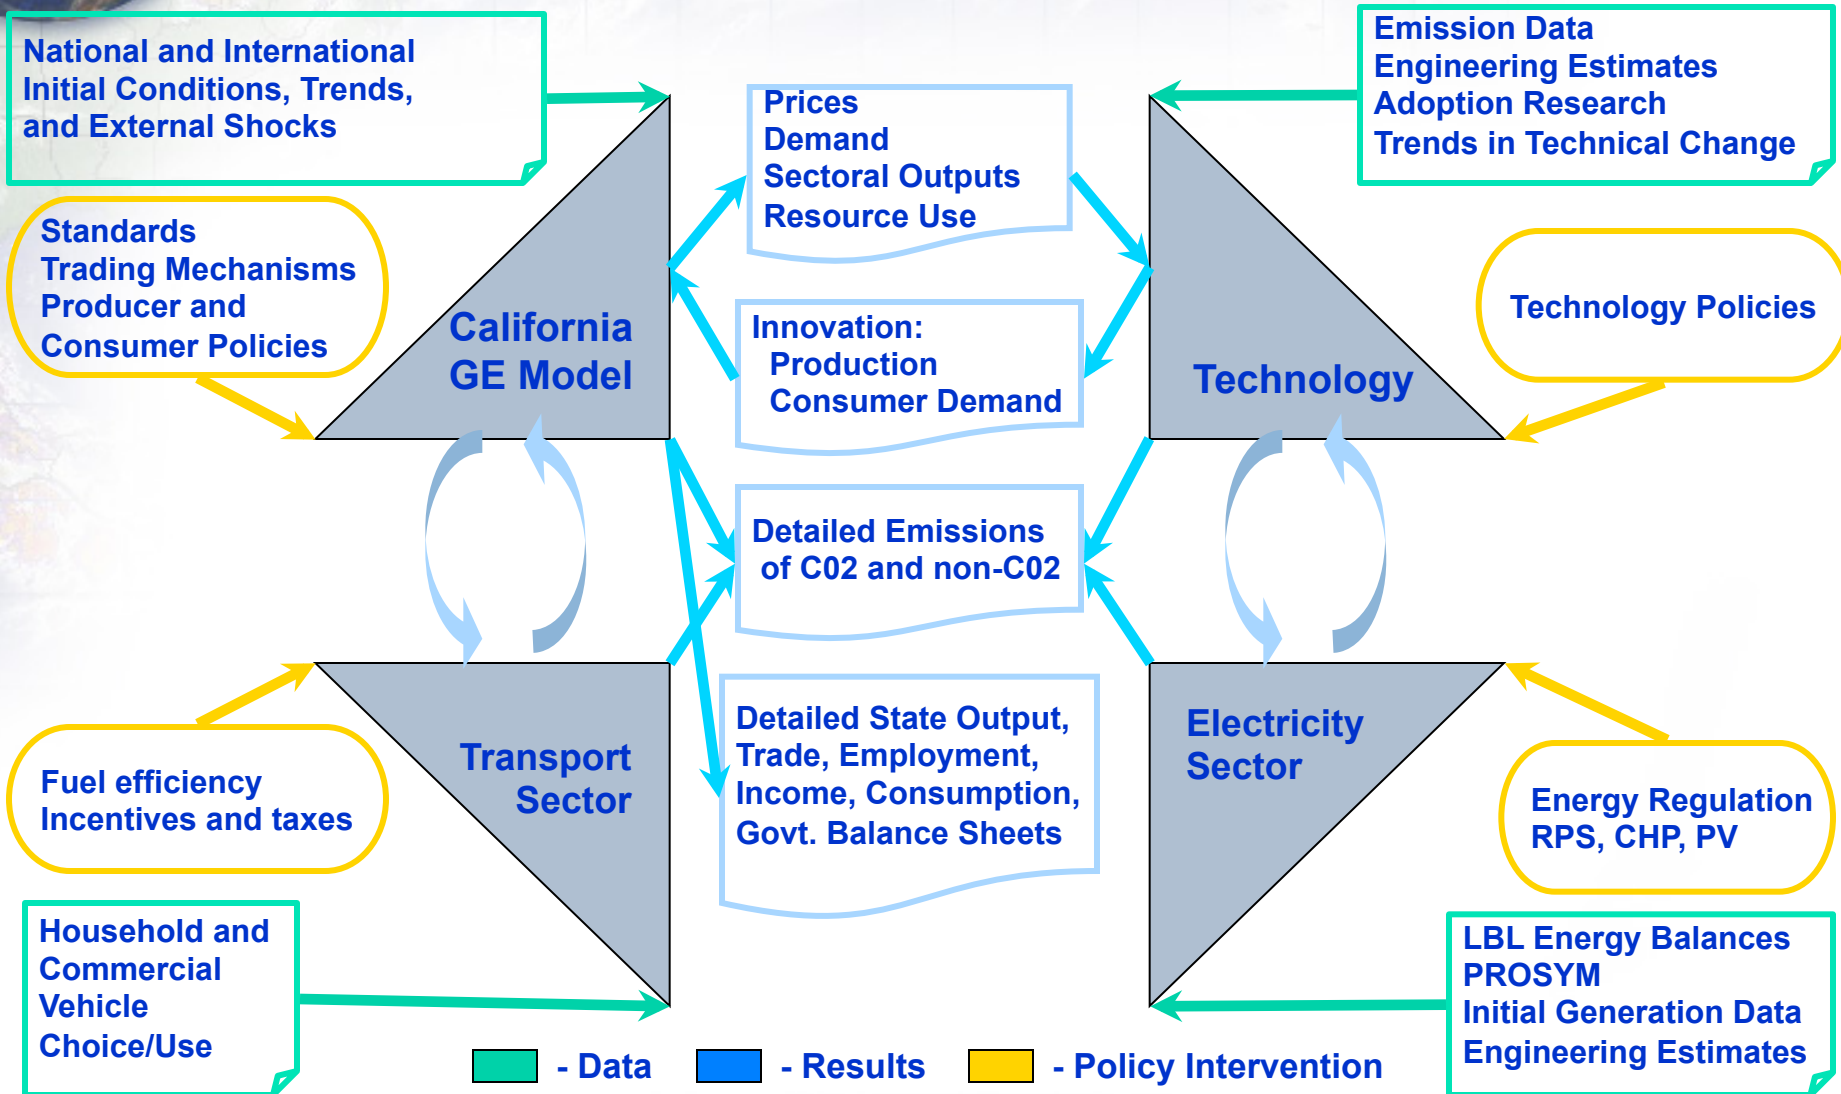 National and International
Initial Conditions, Trends,
and External Shocks
Emission Data
Engineering Estimates
Adoption Research
Trends in Technical Change
Prices
Demand
Sectoral Outputs
Resource Use
Standards
Trading Mechanisms
Producer and
Consumer Policies
California
GE Model
Innovation:
Production
Consumer Demand
Technology
Technology Policies
Detailed Emissions
of C02 and non-C02
Transport
Sector
Detailed State Output,
Trade, Employment,
Income, Consumption,
Govt. Balance Sheets
Electricity
Sector
Fuel efficiency
Incentives and taxes
Energy Regulation
RPS, CHP, PV
Household and
Commercial
Vehicle
Choice/Use
LBL Energy Balances
PROSYM
Initial Generation Data
Engineering Estimates
- Data
- Results
- Policy Intervention